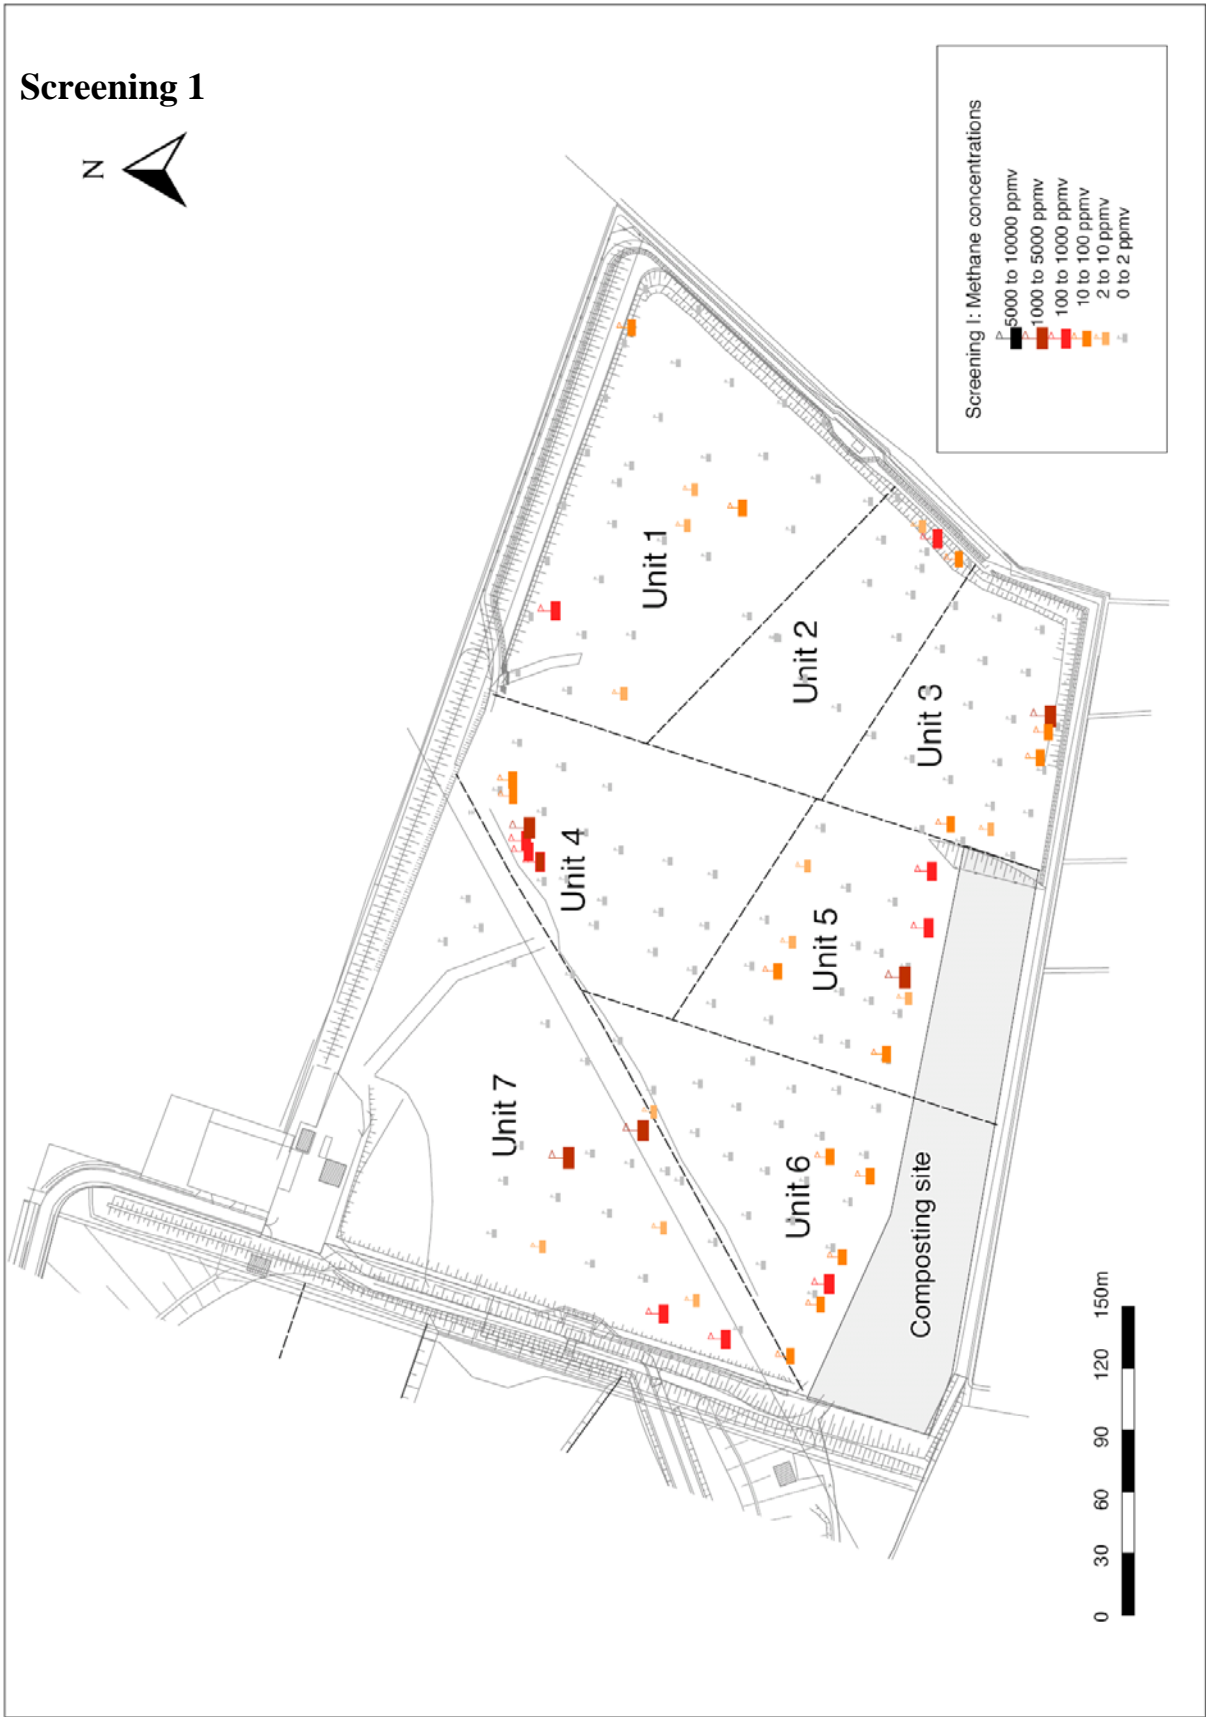 Screening 1
N
Screening I: Methane concentrations
5000 to 10000 ppmv
1000 to 5000 ppmv
100 to 1000 ppmv
10 to 100 ppmv
2 to 10 ppmv
0 to 2 ppmv
Unit 1
Unit 2
Unit 3
Unit 4
Unit 5
Unit 6
Unit 7
Composting site
0 30 60 90 120 150m